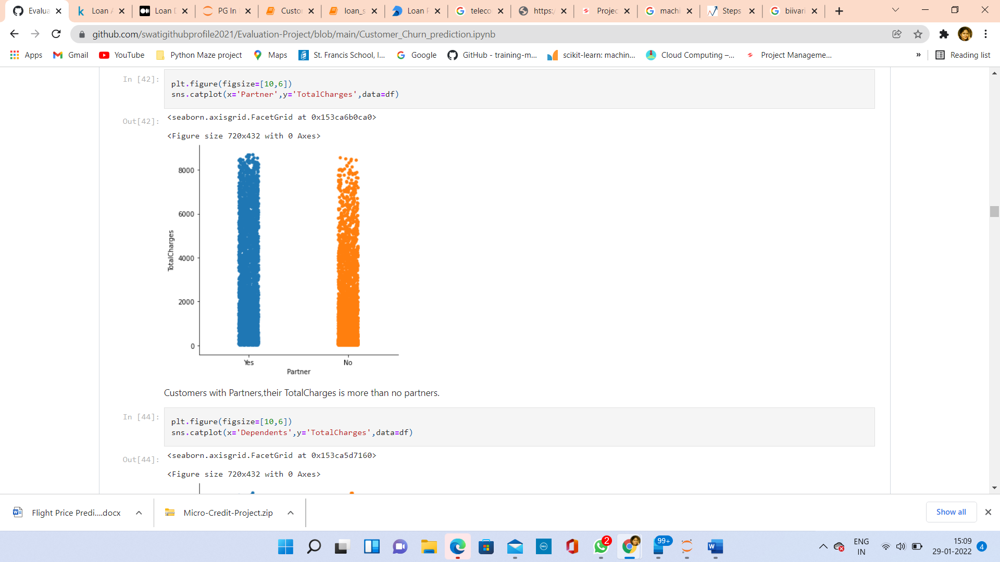 Evalua
Loan A
Loan D
PG In
Custo
loan_s
Loan P
teleco
https:/
Projec
machi
Steps
biivari
github.com/swatigithubprofile2021/Evaluation-Project/blob/main/Customer_Churn_prediction.ipynb
Apps
Gmail
YouTube
Python Maze project
Maps
St. Francis School, I...
Google
GitHub - training-m...
scikit-learn: machin...
Cloud Computing –...
Project Manageme...
»
Reading list
In [42]:
plt.figure(figsize=[10,6])
sns.catplot(x='Partner',y='TotalCharges',data=df)
Out[42]:
<seaborn.axisgrid.FacetGrid at 0x153ca6b0ca0>
<Figure size 720x432 with 0 Axes>
8000
6000
4000
2000
0
TotalCharges
Yes
No
Partner
Customers with Partners,their TotalCharges is more than no partners.
In [44]:
plt.figure(figsize=[10,6])
sns.catplot(x='Dependents',y='TotalCharges',data=df)
Out[44]:
<seaborn.axisgrid.FacetGrid at 0x153ca5d7160>
<Figure size 720x432 with 0 Axes>
Flight Price Predi....docx
Micro-Credit-Project.zip
Show all
2
99+
ENG
IN
15:09
29-01-2022
4